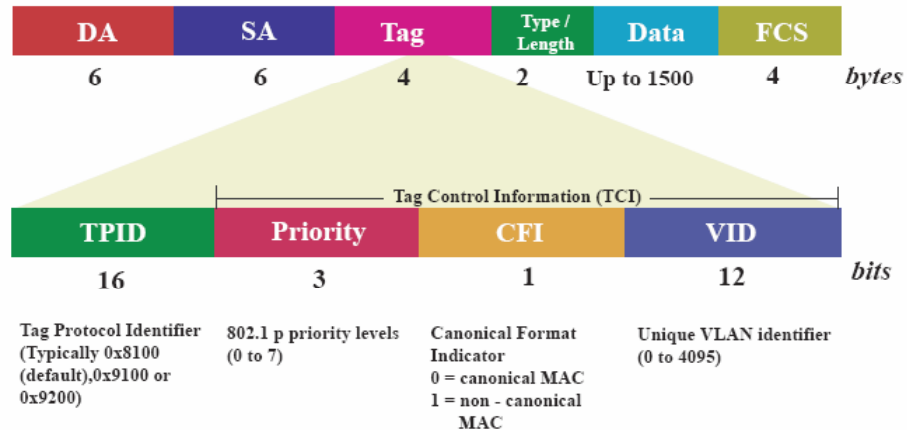 DA SA Tag Type / Length Data FCS
6 6 4 2 Up to 1500 4 bytes
Tag Control Information (TCI)
TPID Priority CFI VID
16 3 1 12 bits
Tag Protocol Identifier
(Typically 0x8100
(default),0x9100 or
0x9200)
802.1 p priority levels
(0 to 7)
Canonical Format
Indicator
0 = canonical MAC
1 = non - canonical
MAC
Unique VLAN identifier
(0 to 4095)